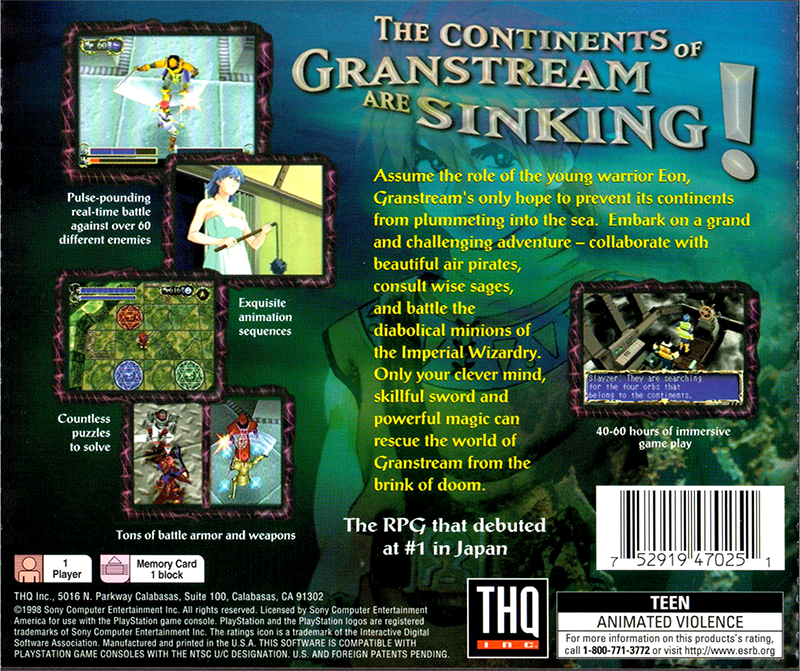 THE CONTINENTS OF
GRANSTREAM
ARE SINKING!
Assume the role of the young warrior Eon,
Granstream's only hope to prevent its continents
from plummeting into the sea. Embark on a grand
and challenging adventure – collaborate with
beautiful air pirates,
consult wise sages,
and battle the
diabolical minions of
the Imperial Wizardry.
Only your clever mind,
skillful sword and
powerful magic can
rescue the world of
Granstream from the
brink of doom.
The RPG that debuted
at #1 in Japan
Pulse-pounding
real-time battle
against over 60
different enemies
Exquisite
animation
sequences
Countless
puzzles
to solve
Tons of battle armor and weapons
Slayzer: They are searching
for the four orbs that
belong to the continents.
40-60 hours of immersive
game play
1
Player
Memory Card
1 block
THQ Inc., 5016 N. Parkway Calabasas, Suite 100, Calabasas, CA 91302
©1998 Sony Computer Entertainment Inc. All rights reserved. Licensed by Sony Computer Entertainment
America for use with the PlayStation game console. PlayStation and the PlayStation logos are registered
trademarks of Sony Computer Entertainment Inc. The ratings icon is a trademark of the Interactive Digital
Software Association. Manufactured and printed in the U.S.A. THIS SOFTWARE IS COMPATIBLE WITH
PLAYSTATION GAME CONSOLES WITH THE NTSC U/C DESIGNATION. U.S. AND FOREIGN PATENTS PENDING.
THQ
INC.
7 52919 47025 1
TEEN
ANIMATED VIOLENCE
For more information on this product's rating,
call 1-800-771-3772 or visit http://www.esrb.org